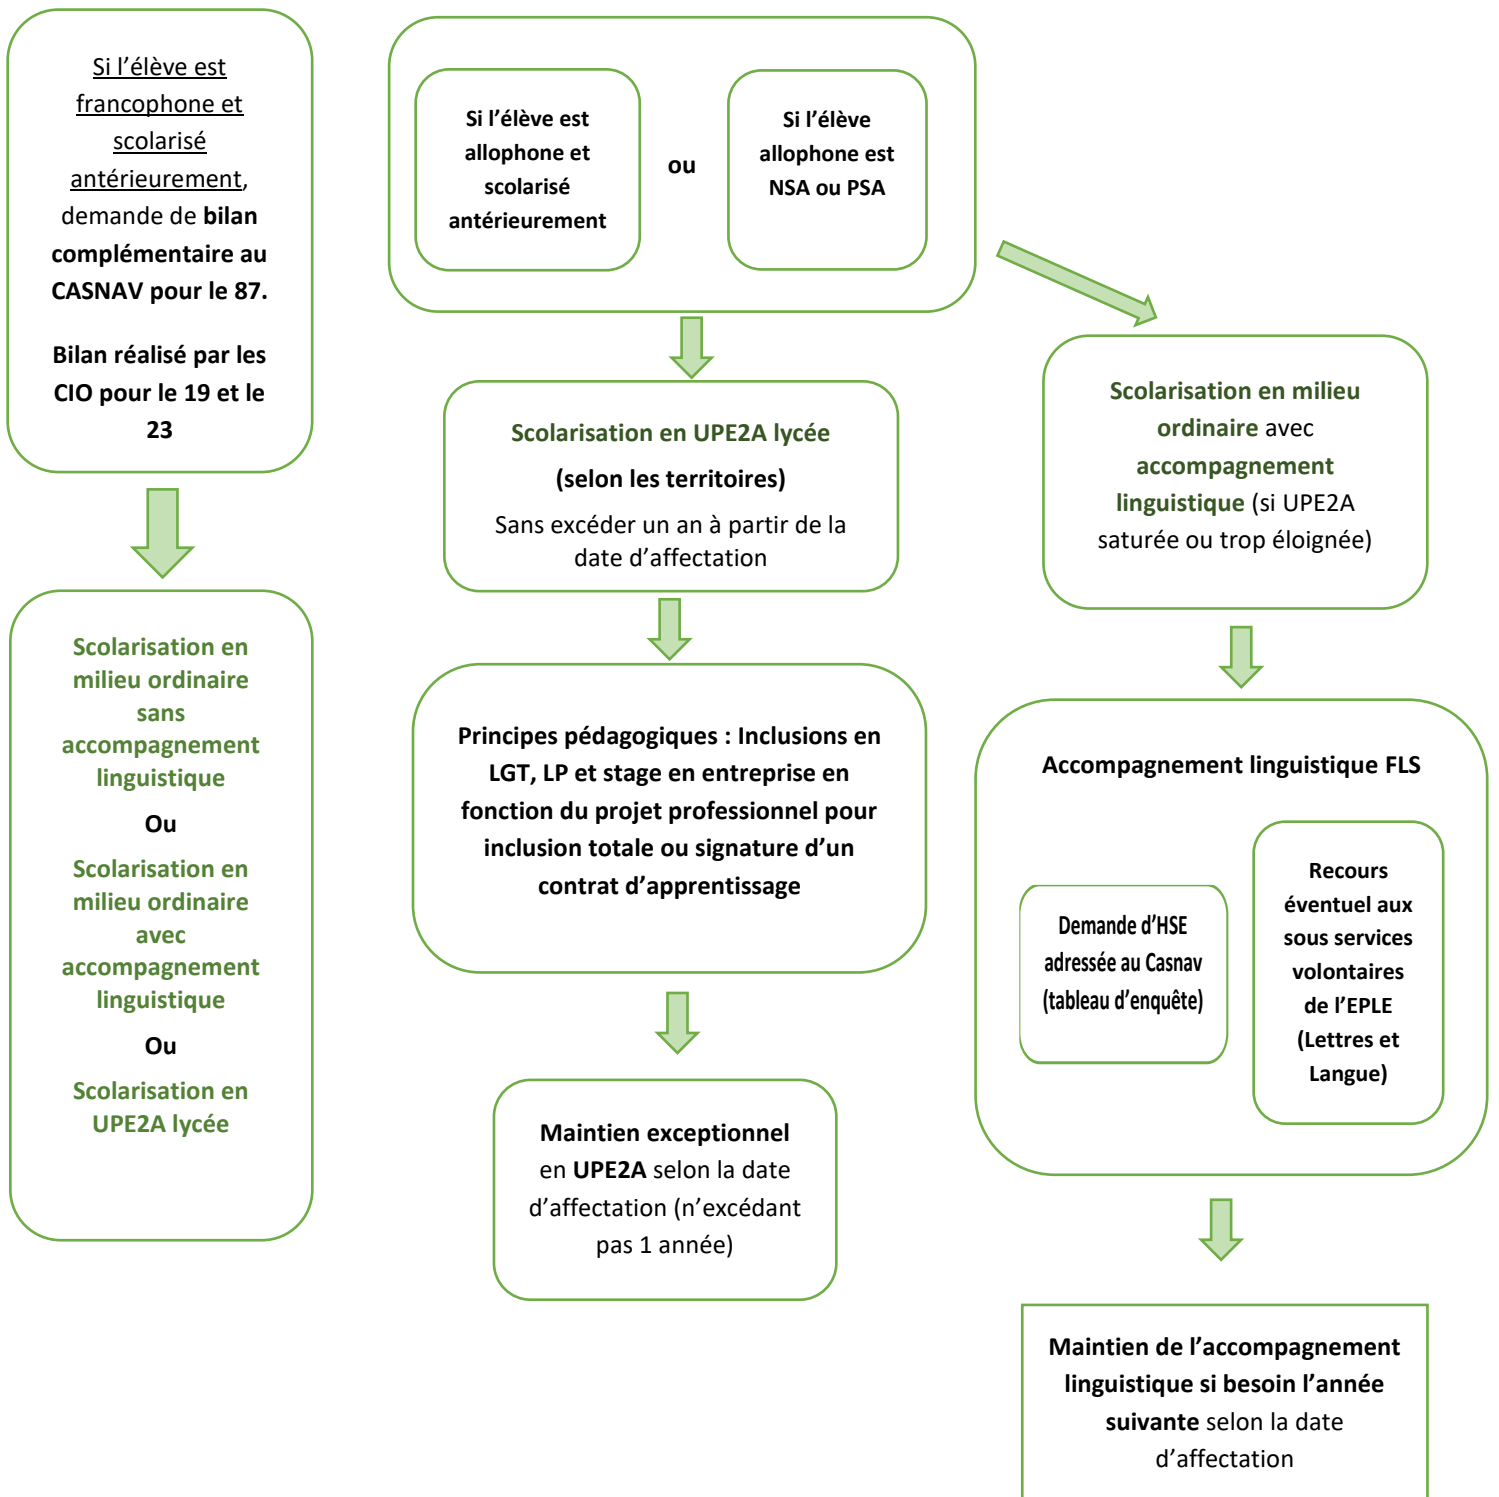 Si l’élève est
francophone et
scolarisé
antérieurement,
demande de bilan
complémentaire au
CASNAV pour le 87.
Bilan réalisé par les
CIO pour le 19 et le
23
Scolarisation en
milieu ordinaire
sans
accompagnement
linguistique
Ou
Scolarisation en
milieu ordinaire
avec
accompagnement
linguistique
Ou
Scolarisation en
UPE2A lycée
Si l’élève est
allophone et
scolarisé
antérieurement
ou
Si l’élève
allophone est
NSA ou PSA
Scolarisation en UPE2A lycée
(selon les territoires)
Sans excéder un an à partir de la
date d’affectation
Principes pédagogiques : Inclusions en
LGT, LP et stage en entreprise en
fonction du projet professionnel pour
inclusion totale ou signature d’un
contrat d’apprentissage
Maintien exceptionnel
en UPE2A selon la date
d’affectation (n’excédant
pas 1 année)
Scolarisation en milieu
ordinaire avec
accompagnement
linguistique (si UPE2A
saturée ou trop éloignée)
Accompagnement linguistique FLS
Demande d’HSE
adressée au Casnav
(tableau d’enquête)
Recours
éventuel aux
sous services
volontaires
de l’EPLE
(Lettres et
Langue)
Maintien de l’accompagnement
linguistique si besoin l’année
suivante selon la date
d’affectation